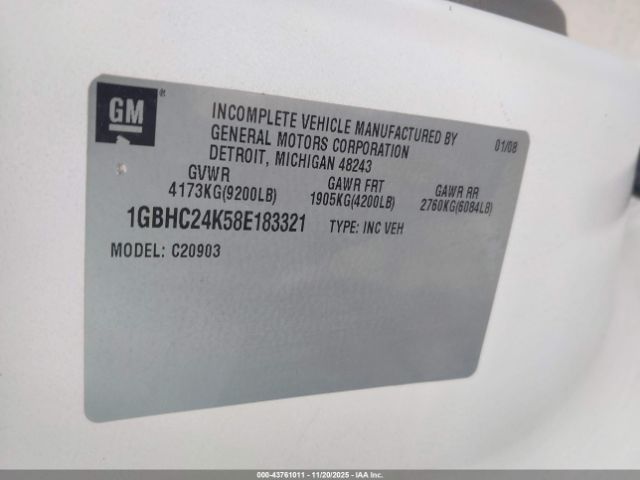 GM®
INCOMPLETE VEHICLE MANUFACTURED BY
GENERAL MOTORS CORPORATION
DETROIT, MICHIGAN 48243
01/08
GVWR
4173KG(9200LB)
GAWR FRT
1905KG(4200LB)
GAWR RR
2760KG(6084LB)
1GBHC24K58E183321
TYPE: INC VEH
MODEL: C20903
000-43761011 - 11/20/2025 - IAA, Inc.